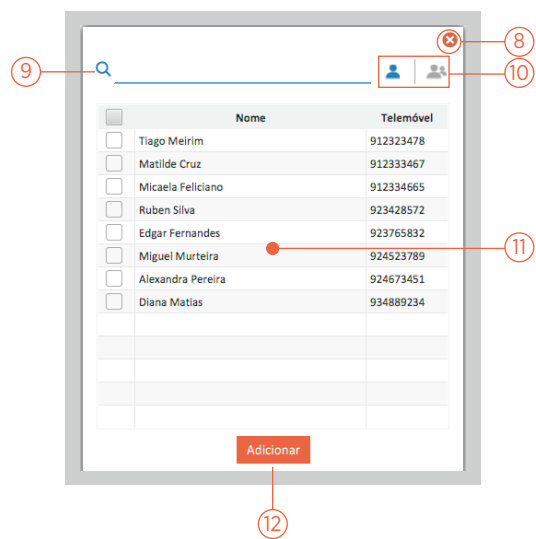 8
9
10
Nome Telemóvel
Tiago Meirim 912323478
Matilde Cruz 912333467
Micaela Feliciano 912334665
Ruben Silva 923428572
Edgar Fernandes 923765832
11
Miguel Murteira 924523789
Alexandra Pereira 924673451
Diana Matias 934889234
Adicionar
12